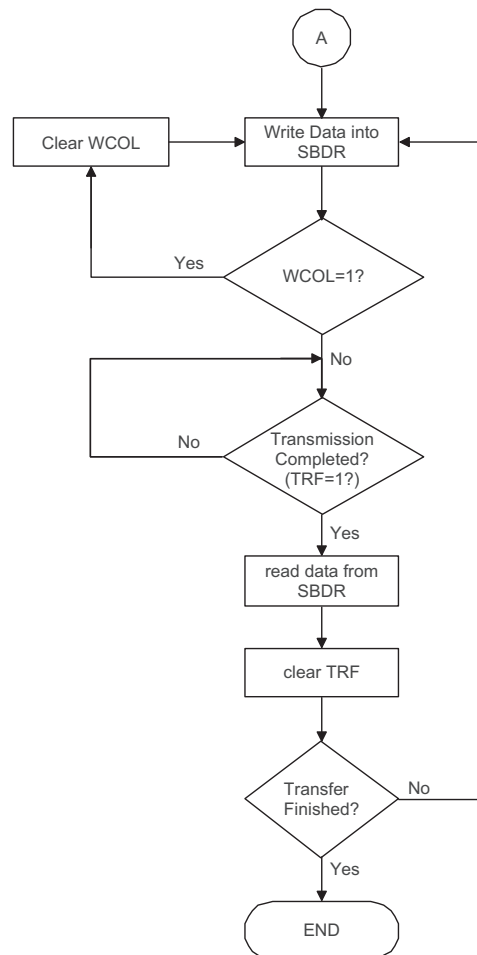 A
Clear WCOL
Write Data into
SBDR
Yes
WCOL=1?
No
No
Transmission
Completed?
(TRF=1?)
Yes
read data from
SBDR
clear TRF
Transfer
Finished?
No
Yes
END